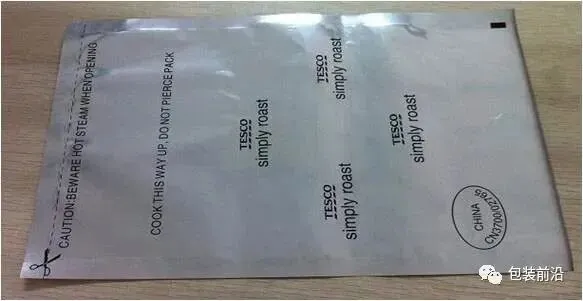 CAUTION:BEWARE HOT STEAM WHEN OPENING
COOK THIS WAY UP, DO NOT PIERCE PACK
TESCO
simply roast
TESCO
simply roast
TESCO
simply roast
TESCO
simply roast
CHINA
CN3700/02765
包装前沿